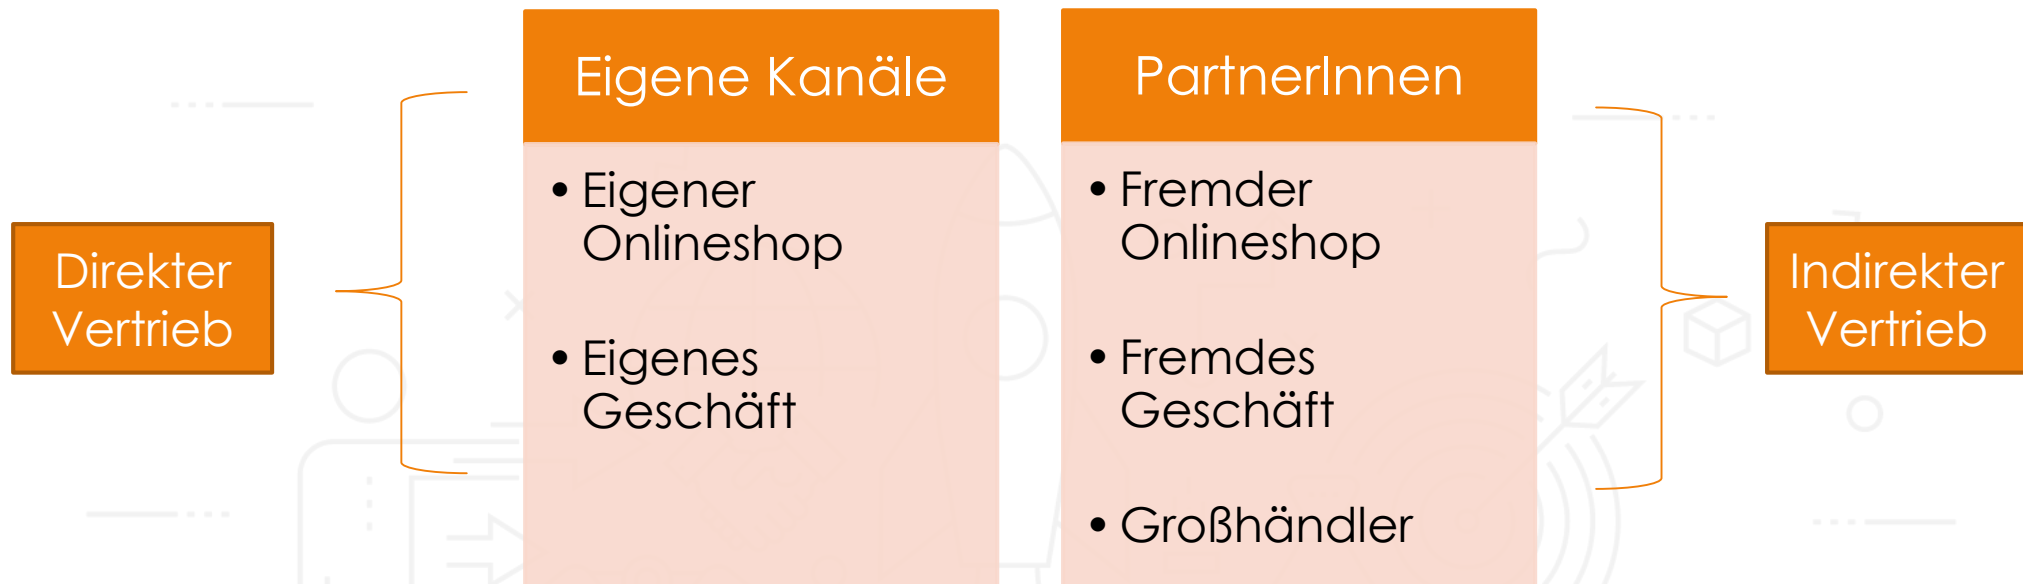 Direkter
Vertrieb
Eigene Kanäle
• Eigener
Onlineshop
• Eigenes
Geschäft
PartnerInnen
• Fremder
Onlineshop
• Fremdes
Geschäft
• Großhändler
Indirekter
Vertrieb